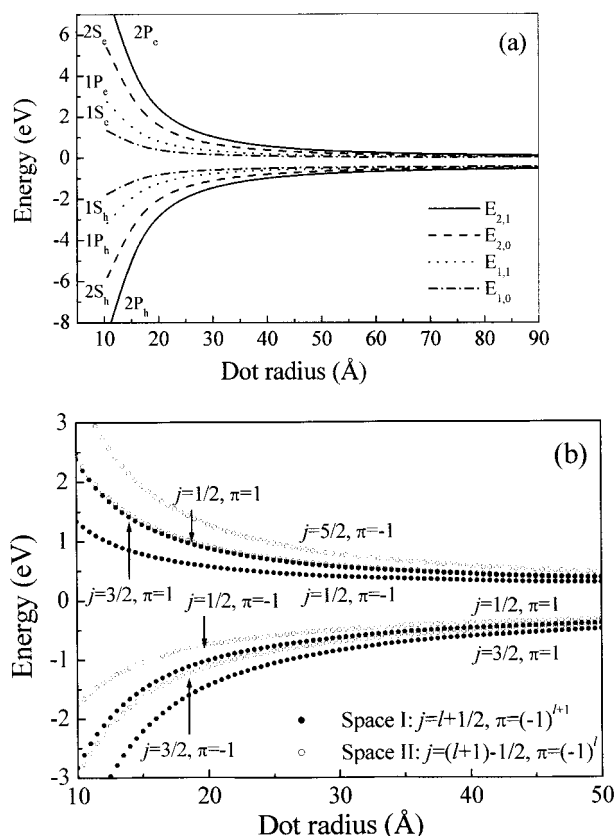 (a)
Energy (eV)
6
4
2
0
-2
-4
-6
-8
2S_e
2P_e
1P_e
1S_e
1S_h
1P_h
2S_h
2P_h
E_2,1
E_2,0
E_1,1
E_1,0
0 10 20 30 40 50 60 70 80 90
Dot radius (Å)
(b)
Energy (eV)
3
2
1
0
-1
-2
-3
j=1/2, π=1
j=5/2, π=-1
j=3/2, π=1
j=1/2, π=-1
j=1/2, π=-1
j=1/2, π=1
j=3/2, π=1
j=3/2, π=-1
Space I: j=l+1/2, π=(-1)^{l+1}
Space II: j=(l+1)-1/2, π=(-1)^l
10 20 30 40 50
Dot radius (Å)